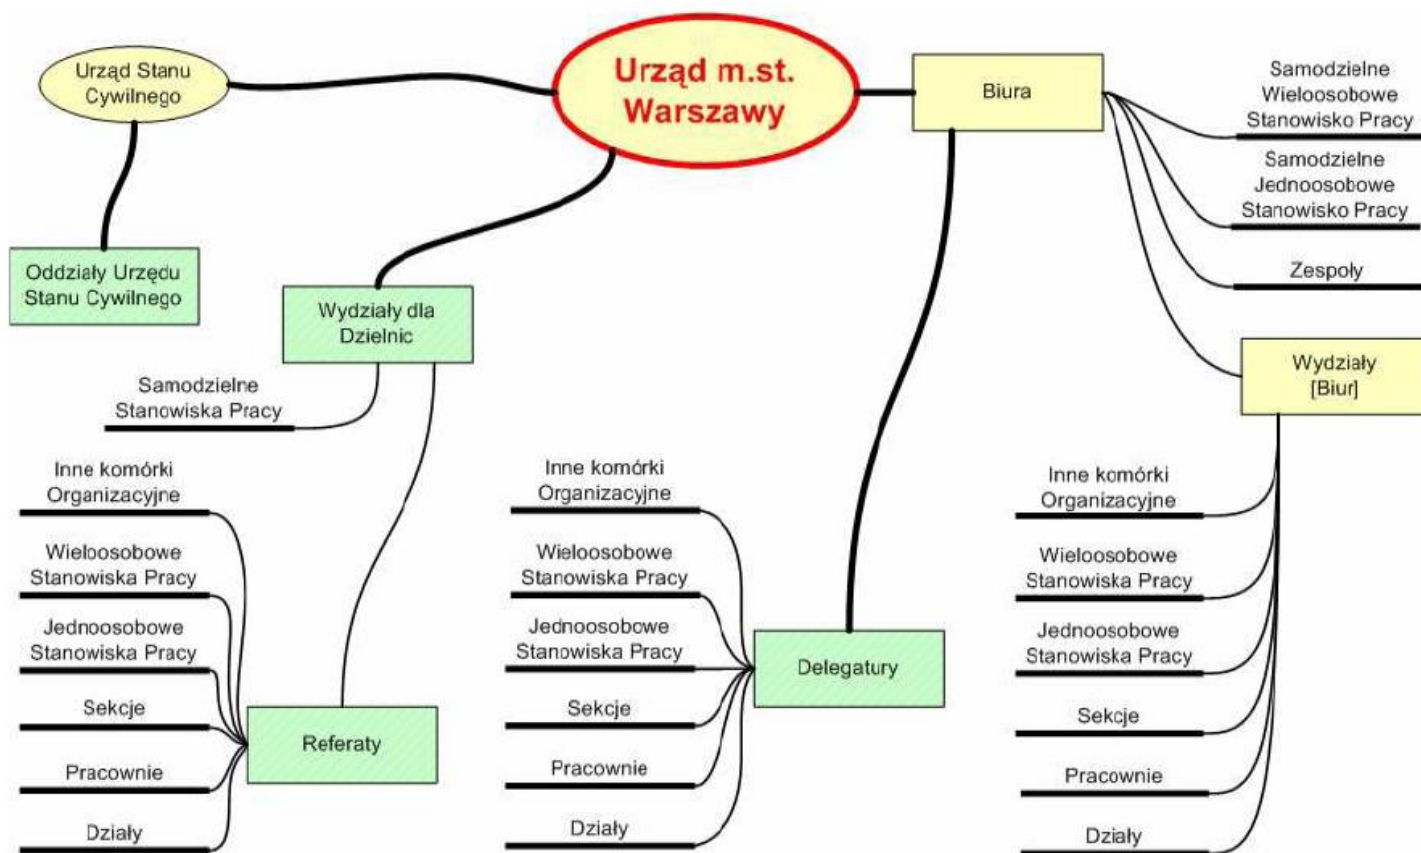 Urząd Stanu
Cywilnego
Urząd m.st.
Warszawy
Biura
Samodzielne
Wieloosobowe
Stanowisko Pracy
Samodzielne
Jednoosobowe
Stanowisko Pracy
Zespoły
Oddziały Urzędu
Stanu Cywilnego
Wydziały dla
Dzielnic
Wydziały
[Biur]
Samodzielne
Stanowiska Pracy
Inne komórki
Organizacyjne
Wieloosobowe
Stanowiska Pracy
Jednoosobowe
Stanowiska Pracy
Sekcje
Pracownie
Działy
Referaty
Inne komórki
Organizacyjne
Wieloosobowe
Stanowiska Pracy
Jednoosobowe
Stanowiska Pracy
Sekcje
Pracownie
Działy
Delegatury
Inne komórki
Organizacyjne
Wieloosobowe
Stanowiska Pracy
Jednoosobowe
Stanowiska Pracy
Sekcje
Pracownie
Działy